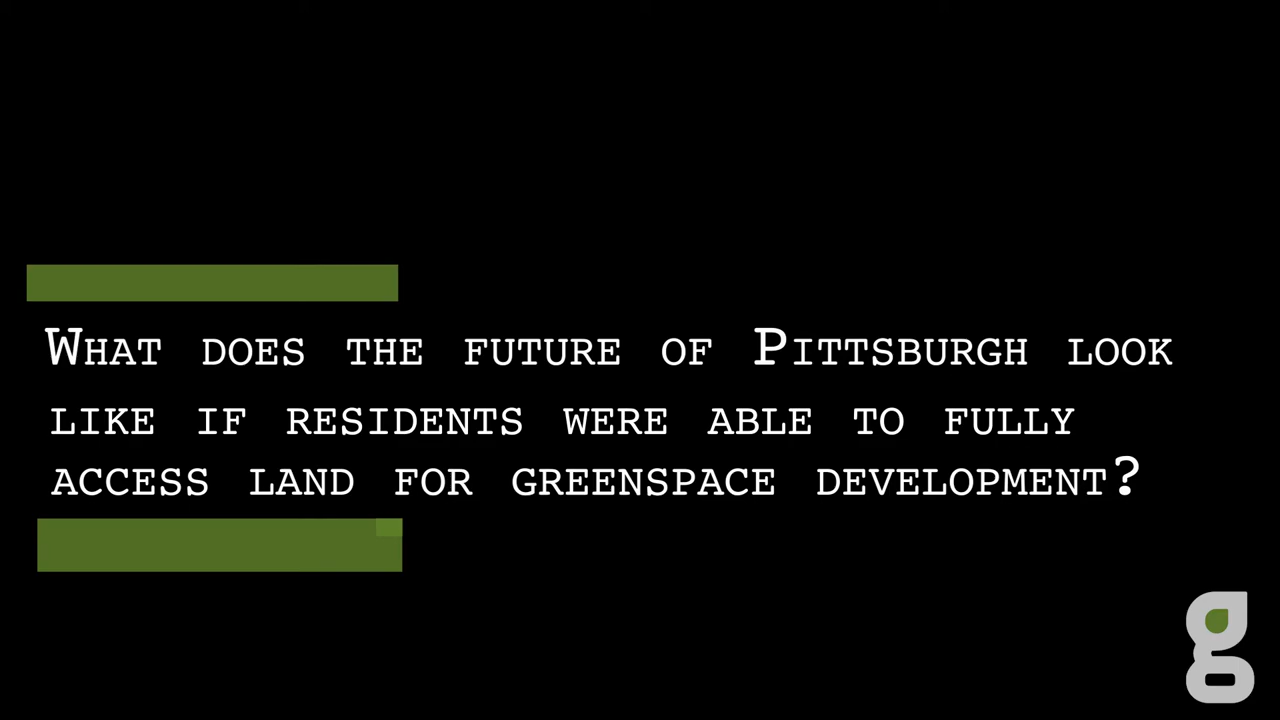 What does the future of Pittsburgh look
like if residents were able to fully
access land for greenspace development?
g